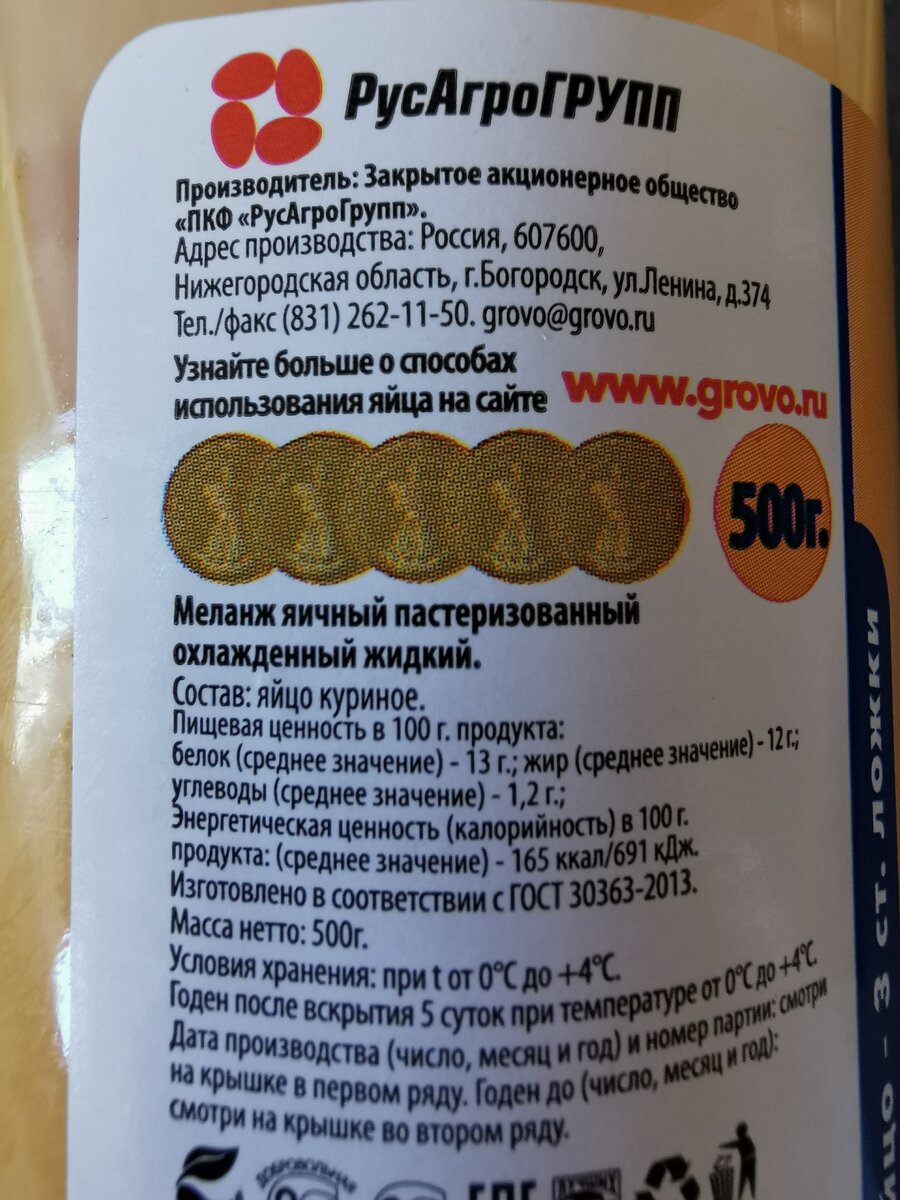 РусАгроГРУПП
Производитель: Закрытое акционерное общество
«ПКФ «РусАгроГрупп».
Адрес производства: Россия, 607600,
Нижегородская область, г.Богородск, ул.Ленина, д.374
Тел./факс (831) 262-11-50. grovo@grovo.ru
Узнайте больше о способах
использования яйца на сайте www.grovo.ru
500г.
Меланж яичный пастеризованный
охлажденный жидкий.
Состав: яйцо куриное.
Пищевая ценность в 100 г. продукта:
белок (среднее значение) - 13 г.; жир (среднее значение) - 12 г.;
углеводы (среднее значение) - 1,2 г.;
Энергетическая ценность (калорийность) в 100 г.
продукта: (среднее значение) - 165 ккал/691 кДж.
Изготовлено в соответствии с ГОСТ 30363-2013.
Масса нетто: 500г.
Условия хранения: при t от 0°С до +4°С.
Годен после вскрытия 5 суток при температуре от 0°С до +4°С.
Дата производства (число, месяц и год) и номер партии: смотри
на крышке в первом ряду. Годен до (число, месяц и год):
смотри на крышке во втором ряду.
ДОБРОВОЛЬНАЯ
- 3 СТ. ЛОЖКИ